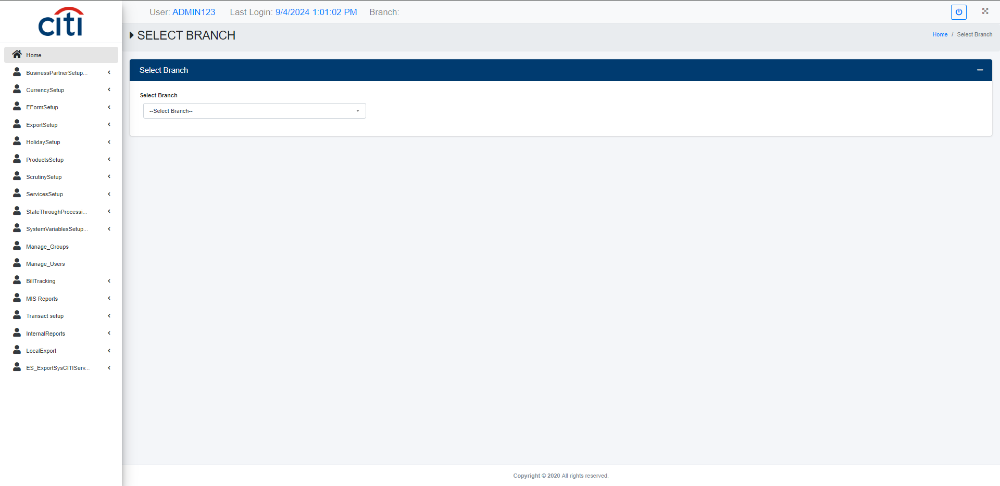 citi
User: ADMIN123 Last Login: 9/4/2024 1:01:02 PM Branch:
SELECT BRANCH
Home / Select Branch
Home
BusinessPartnerSetup...
CurrencySetup
EFormSetup
ExportSetup
HolidaySetup
ProductsSetup
ScrutinySetup
ServicesSetup
StateThroughProcessi...
SystemVariablesSetup...
Manage_Groups
Manage_Users
BillTracking
MIS Reports
Transact setup
InternalReports
LocalExport
ES_ExportSysCITIServ...
Select Branch
Select Branch
--Select Branch--
Copyright © 2020 All rights reserved.